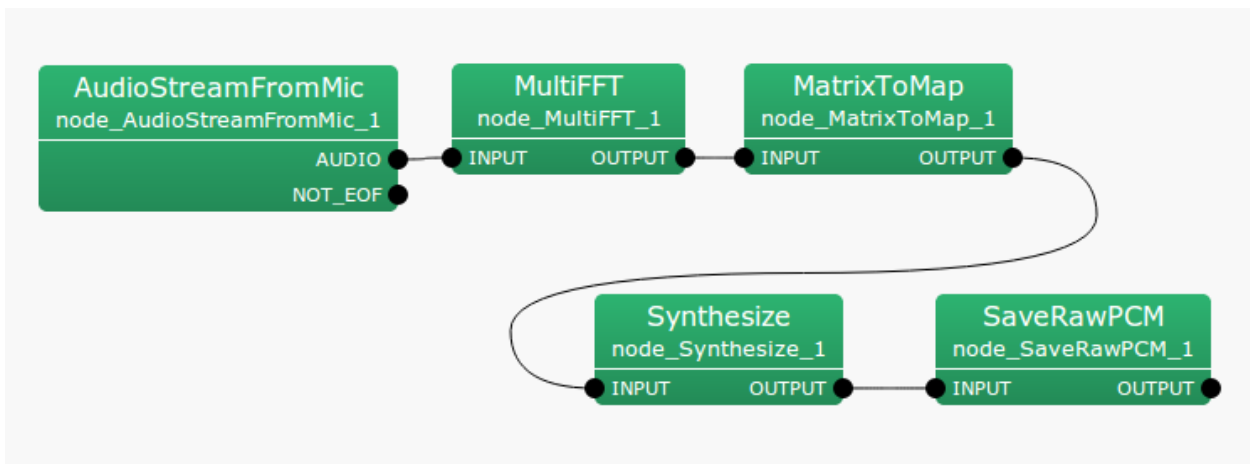 AudioStreamFromMic
node_AudioStreamFromMic_1
AUDIO
NOT_EOF
MultiFFT
node_MultiFFT_1
INPUT OUTPUT
MatrixToMap
node_MatrixToMap_1
INPUT OUTPUT
Synthesize
node_Synthesize_1
INPUT OUTPUT
SaveRawPCM
node_SaveRawPCM_1
INPUT OUTPUT